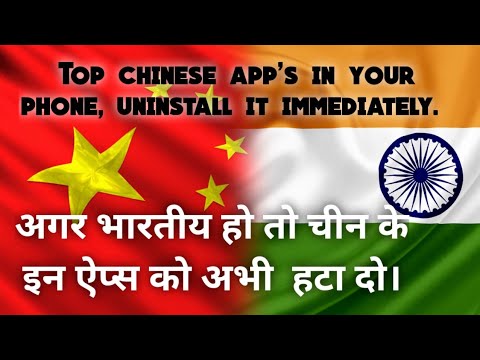 Top chinese app's in your
phone, uninstall it immediately.
अगर भारतीय हो तो चीन के
इन ऐप्स को अभी हटा दो।